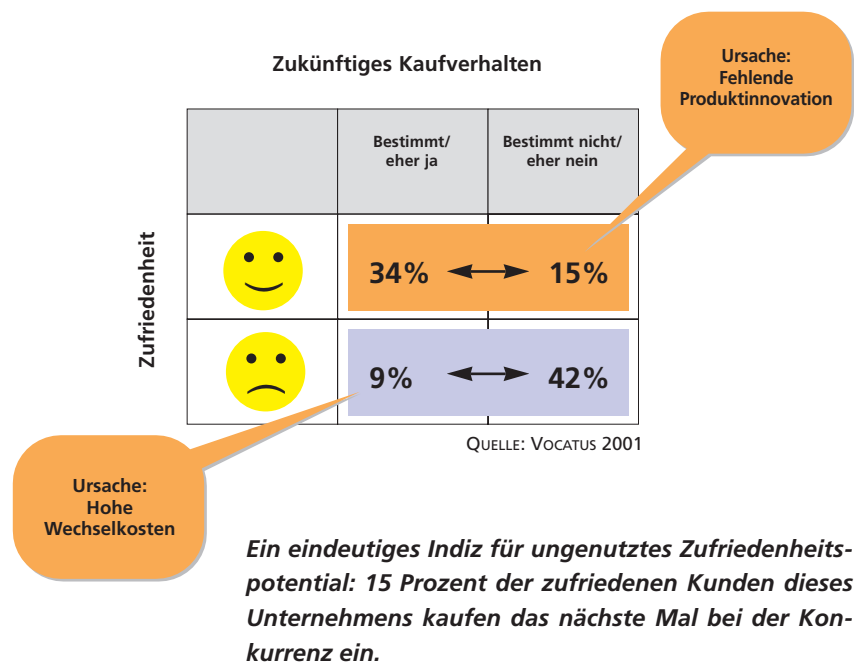 Zukünftiges Kaufverhalten
Ursache:
Fehlende
Produktinnovation
Bestimmt/
eher ja
Bestimmt nicht/
eher nein
Zufriedenheit
34%
15%
9%
42%
QUELLE: VOCATUS 2001
Ursache:
Hohe
Wechselkosten
Ein eindeutiges Indiz für ungenutztes Zufriedenheits-
potential: 15 Prozent der zufriedenen Kunden dieses
Unternehmens kaufen das nächste Mal bei der Kon-
kurrenz ein.